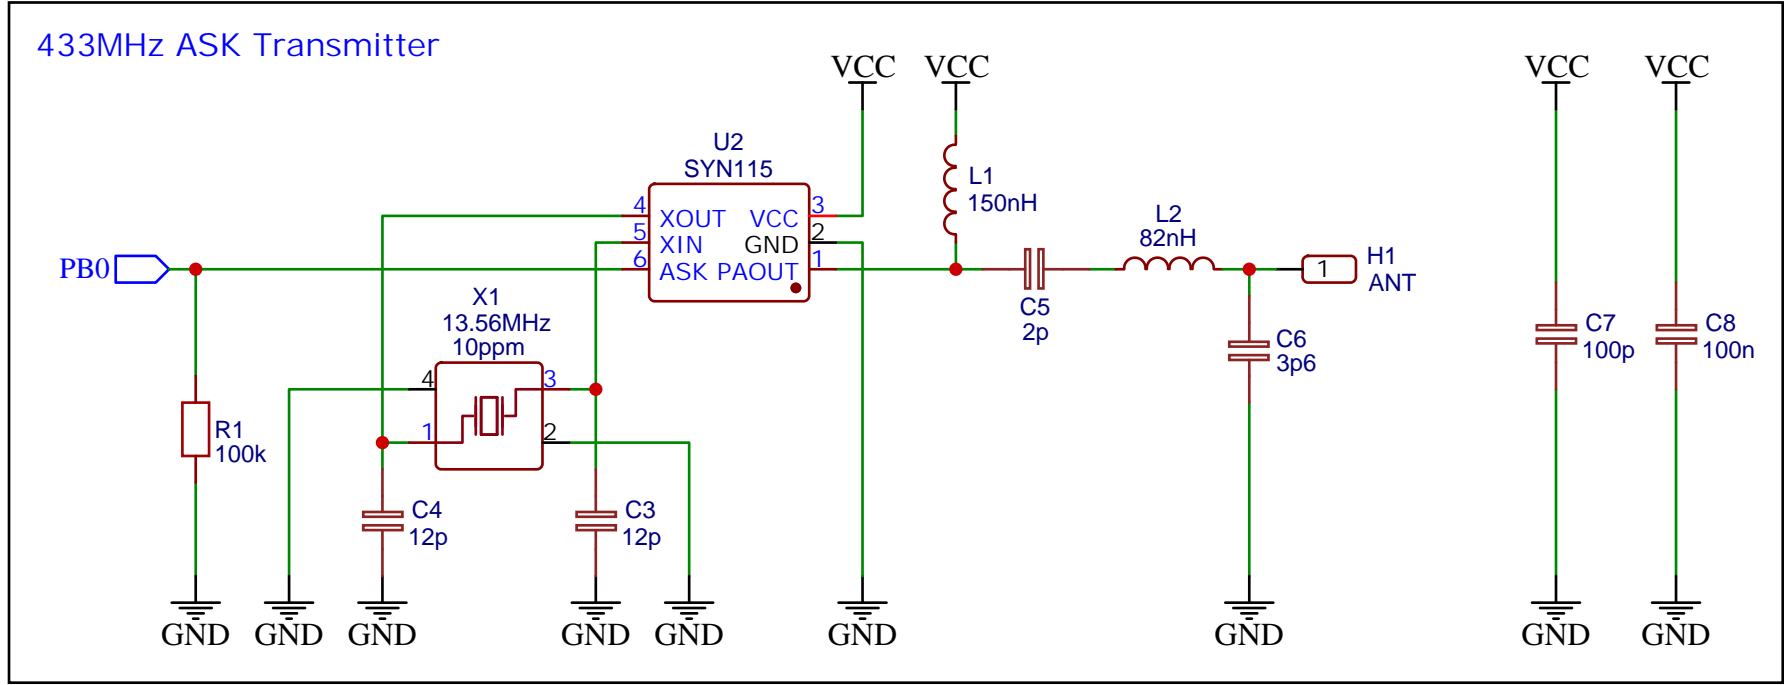 433MHz ASK Transmitter
VCC
VCC
VCC
VCC
U2
SYN115
4
XOUT
VCC
3
5
XIN
GND
2
6
ASK
PAOUT
1
L1
150nH
L2
82nH
PB0
1
H1
ANT
C5
2p
X1
13.56MHz
10ppm
4
3
1
2
C6
3p6
C7
100p
C8
100n
R1
100k
C4
12p
C3
12p
GND
GND
GND
GND
GND
GND
GND
GND
GND